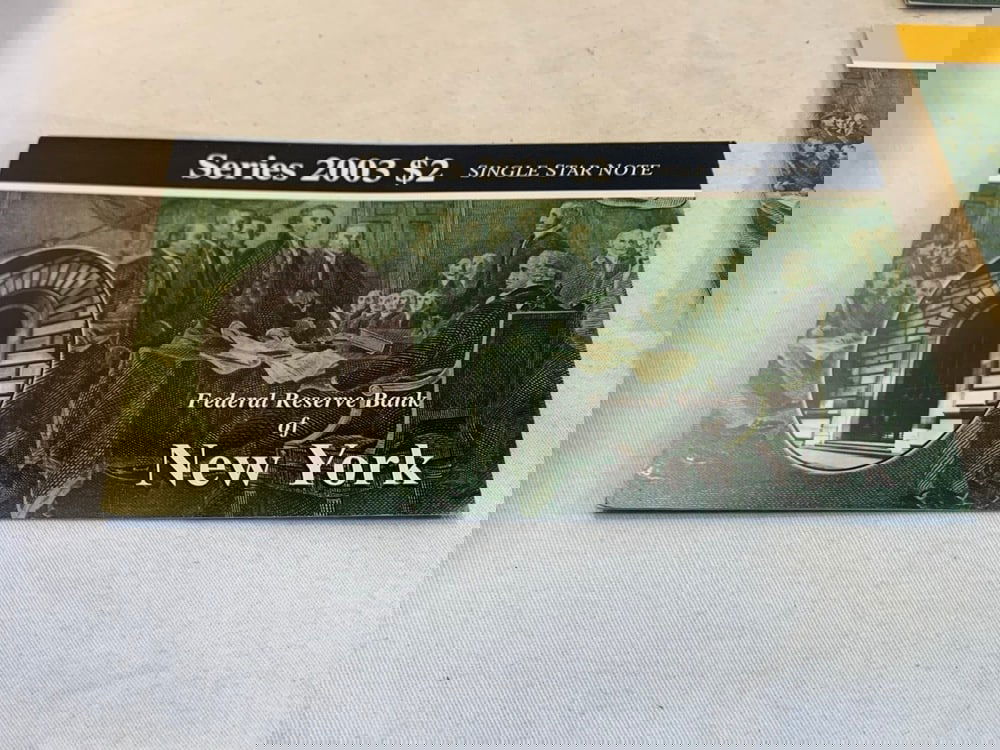 Series 2003 $2 SINGLE STAR NOTE
Federal Reserve Bank
of
New York